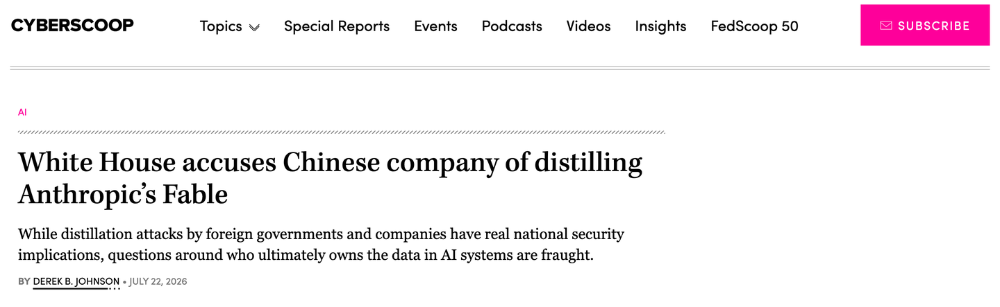 CYBERSCOOP
Topics
Special Reports
Events
Podcasts
Videos
Insights
FedScoop 50
SUBSCRIBE
AI
White House accuses Chinese company of distilling
Anthropic’s Fable
While distillation attacks by foreign governments and companies have real national security
implications, questions around who ultimately owns the data in AI systems are fraught.
BY DEREK B. JOHNSON • JULY 22, 2026